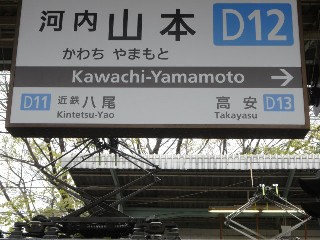 河内山本 D12
かわち やまもと
Kawachi-Yamamoto →
D11 近鉄八尾 高安 D13
Kintetsu-Yao Takayasu